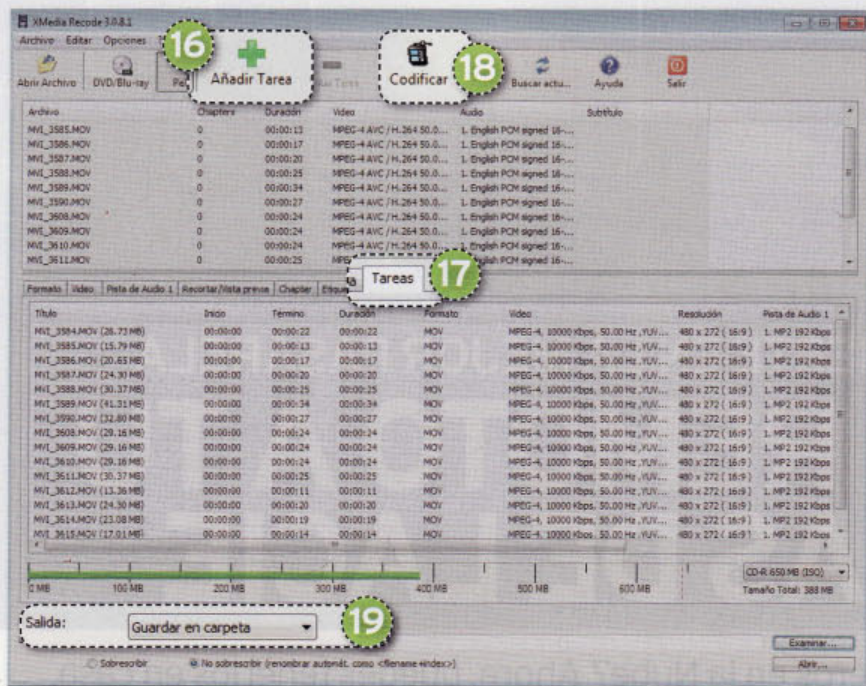 XMedia Recode 3.0.8.1
Archivo Editar Opciones
16
Añadir Tarea
Codificar
18
Abrir Archivo DVD/Blu-ray Buscar actu... Ayuda Salir
Archivo Chapters Duración Video Audio Subtítulo
MVI_3585.MOV 0 00:00:13 MPEG-4 AVC / H.264 50.0... 1. English PCM signed 16-...
MVI_3586.MOV 0 00:00:17 MPEG-4 AVC / H.264 50.0... 1. English PCM signed 16-...
MVI_3587.MOV 0 00:00:20 MPEG-4 AVC / H.264 50.0... 1. English PCM signed 16-...
MVI_3588.MOV 0 00:00:25 MPEG-4 AVC / H.264 50.0... 1. English PCM signed 16-...
MVI_3589.MOV 0 00:00:34 MPEG-4 AVC / H.264 50.0... 1. English PCM signed 16-...
MVI_3590.MOV 0 00:00:27 MPEG-4 AVC / H.264 50.0... 1. English PCM signed 16-...
MVI_3608.MOV 0 00:00:24 MPEG-4 AVC / H.264 50.0... 1. English PCM signed 16-...
MVI_3609.MOV 0 00:00:24 MPEG-4 AVC / H.264 50.0... 1. English PCM signed 16-...
MVI_3610.MOV 0 00:00:24 MPEG-4 AVC / H.264 50.0... 1. English PCM signed 16-...
MVI_3611.MOV 0 00:00:25 MPEG-4 AVC / H.264 50.0... 1. English PCM signed 16-...
Formato Video Pista de Audio 1 Recortar/Vista previa Chapter Tareas
17
Título Inicio Término Duración Formato Video Resolución Pista de Audio 1
MVI_3584.MOV (26.73 MB) 00:00:00 00:00:22 00:00:22 MOV MPEG-4, 10000 Kbps, 50.00 Hz ,YUV... 480 x 272 ( 16:9 ) 1. MP2 192 Kbps
MVI_3585.MOV (15.79 MB) 00:00:00 00:00:13 00:00:13 MOV MPEG-4, 10000 Kbps, 50.00 Hz ,YUV... 480 x 272 ( 16:9 ) 1. MP2 192 Kbps
MVI_3586.MOV (20.65 MB) 00:00:00 00:00:17 00:00:17 MOV MPEG-4, 10000 Kbps, 50.00 Hz ,YUV... 480 x 272 ( 16:9 ) 1. MP2 192 Kbps
MVI_3587.MOV (24.30 MB) 00:00:00 00:00:20 00:00:20 MOV MPEG-4, 10000 Kbps, 50.00 Hz ,YUV... 480 x 272 ( 16:9 ) 1. MP2 192 Kbps
MVI_3588.MOV (30.37 MB) 00:00:00 00:00:25 00:00:25 MOV MPEG-4, 10000 Kbps, 50.00 Hz ,YUV... 480 x 272 ( 16:9 ) 1. MP2 192 Kbps
MVI_3589.MOV (41.31 MB) 00:00:00 00:00:34 00:00:34 MOV MPEG-4, 10000 Kbps, 50.00 Hz ,YUV... 480 x 272 ( 16:9 ) 1. MP2 192 Kbps
MVI_3590.MOV (32.80 MB) 00:00:00 00:00:27 00:00:27 MOV MPEG-4, 10000 Kbps, 50.00 Hz ,YUV... 480 x 272 ( 16:9 ) 1. MP2 192 Kbps
MVI_3608.MOV (29.16 MB) 00:00:00 00:00:24 00:00:24 MOV MPEG-4, 10000 Kbps, 50.00 Hz ,YUV... 480 x 272 ( 16:9 ) 1. MP2 192 Kbps
MVI_3609.MOV (29.16 MB) 00:00:00 00:00:24 00:00:24 MOV MPEG-4, 10000 Kbps, 50.00 Hz ,YUV... 480 x 272 ( 16:9 ) 1. MP2 192 Kbps
MVI_3610.MOV (29.16 MB) 00:00:00 00:00:24 00:00:24 MOV MPEG-4, 10000 Kbps, 50.00 Hz ,YUV... 480 x 272 ( 16:9 ) 1. MP2 192 Kbps
MVI_3611.MOV (30.37 MB) 00:00:00 00:00:25 00:00:25 MOV MPEG-4, 10000 Kbps, 50.00 Hz ,YUV... 480 x 272 ( 16:9 ) 1. MP2 192 Kbps
MVI_3612.MOV (13.36 MB) 00:00:00 00:00:11 00:00:11 MOV MPEG-4, 10000 Kbps, 50.00 Hz ,YUV... 480 x 272 ( 16:9 ) 1. MP2 192 Kbps
MVI_3613.MOV (24.30 MB) 00:00:00 00:00:20 00:00:20 MOV MPEG-4, 10000 Kbps, 50.00 Hz ,YUV... 480 x 272 ( 16:9 ) 1. MP2 192 Kbps
MVI_3614.MOV (23.08 MB) 00:00:00 00:00:19 00:00:19 MOV MPEG-4, 10000 Kbps, 50.00 Hz ,YUV... 480 x 272 ( 16:9 ) 1. MP2 192 Kbps
MVI_3615.MOV (17.01 MB) 00:00:00 00:00:14 00:00:14 MOV MPEG-4, 10000 Kbps, 50.00 Hz ,YUV... 480 x 272 ( 16:9 ) 1. MP2 192 Kbps
CD-R 650 MB (ISO)
0 MB 100 MB 200 MB 300 MB 400 MB 500 MB 600 MB Tamaño Total: 388 MB
Salida: Guardar en carpeta
19
Examinar...
Sobrescribir No sobrescribir (renombrar automát. como <filename+index>) Abrir...